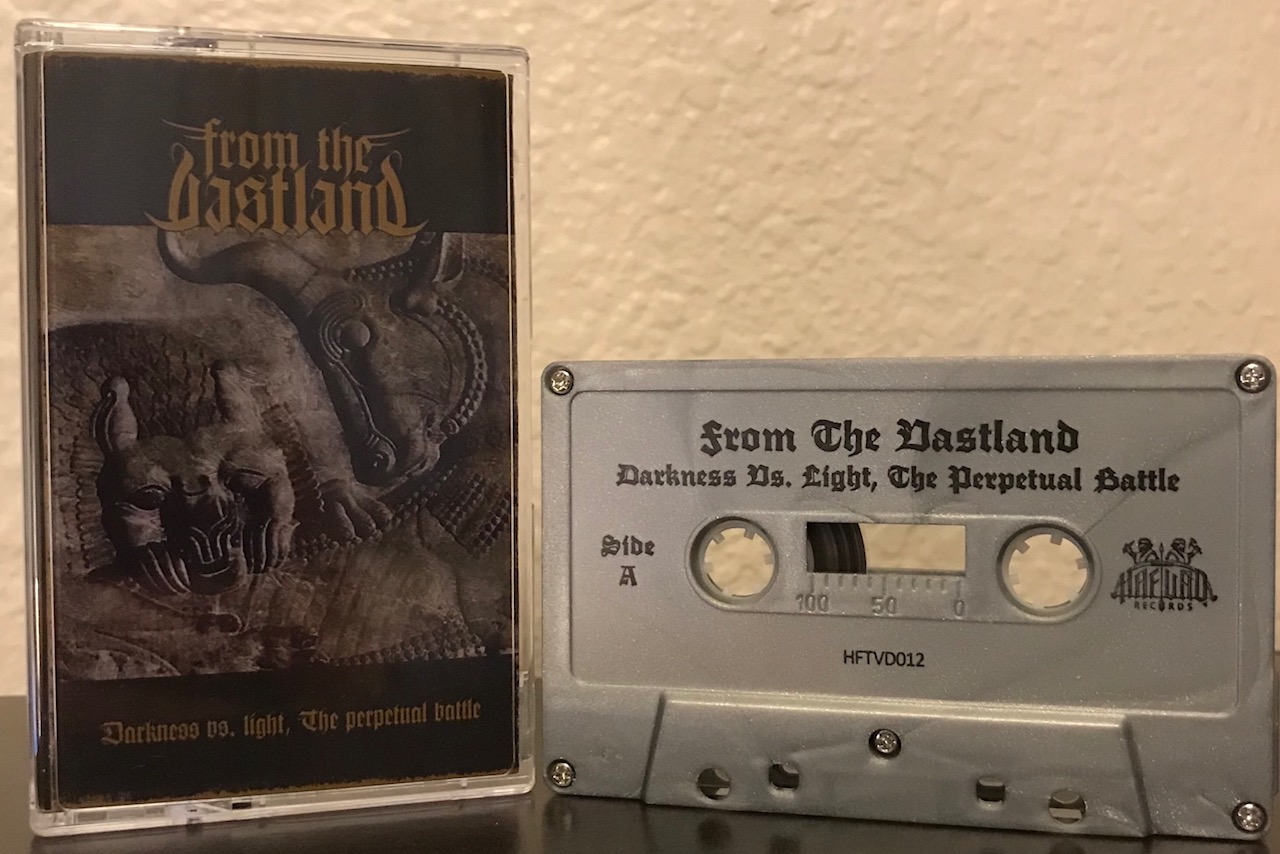 from the
Vastland
Darkness vs. light, The perpetual battle
From The Vastland
Darkness Vs. Light, The Perpetual Battle
Side
A
100 50 0
RECORDS
HFTVD012